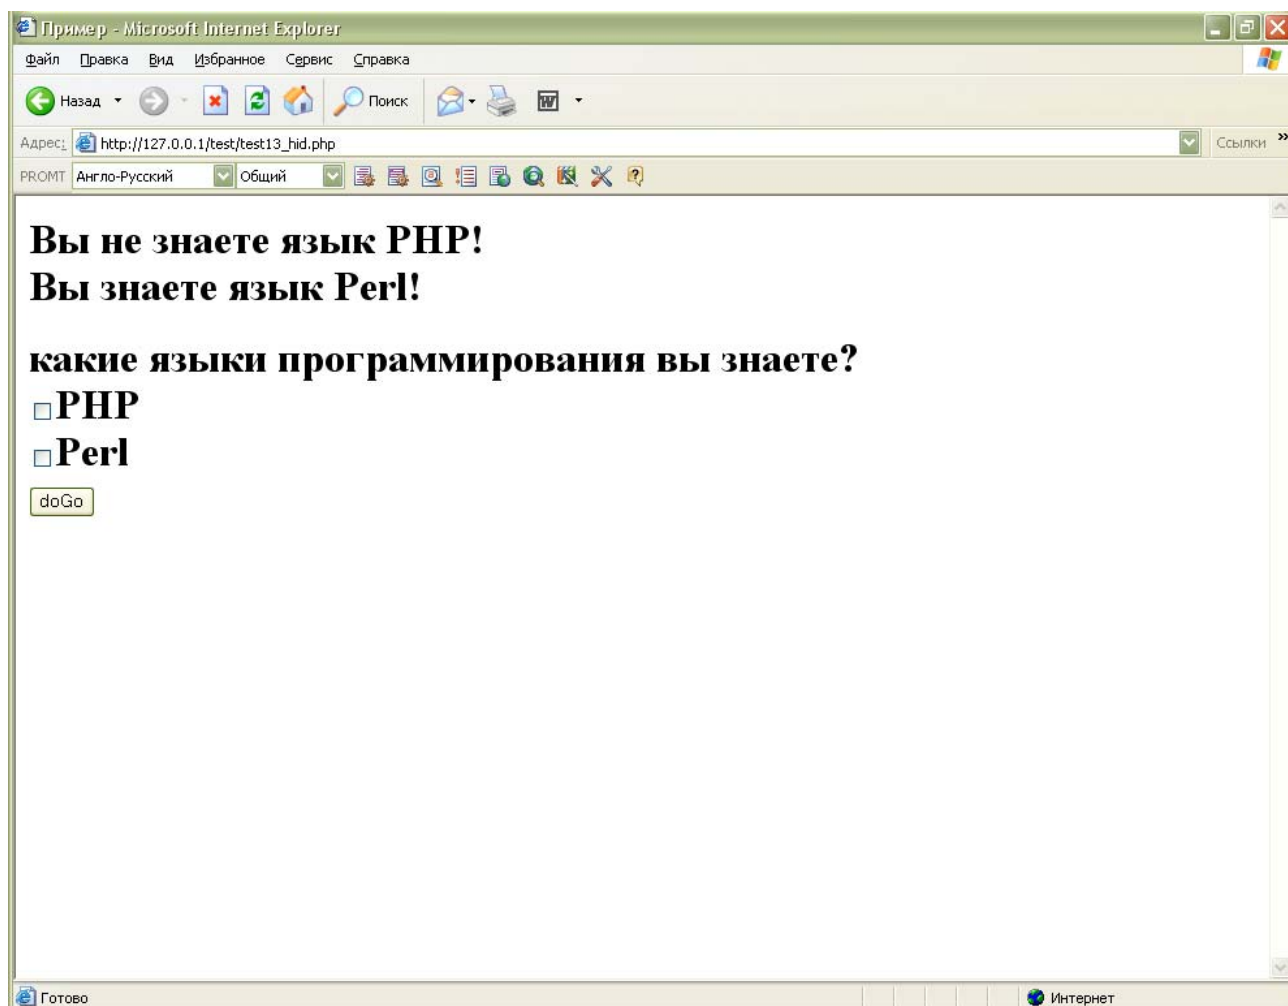 Пример - Microsoft Internet Explorer
Файл Правка Вид Избранное Сервис Справка
Назад Поиск
Адрес: http://127.0.0.1/test/test13_hid.php Ссылки »
PROMT Англо-Русский Общий
Вы не знаете язык PHP!
Вы знаете язык Perl!
какие языки программирования вы знаете?
PHP
Perl
doGo
Готово Интернет